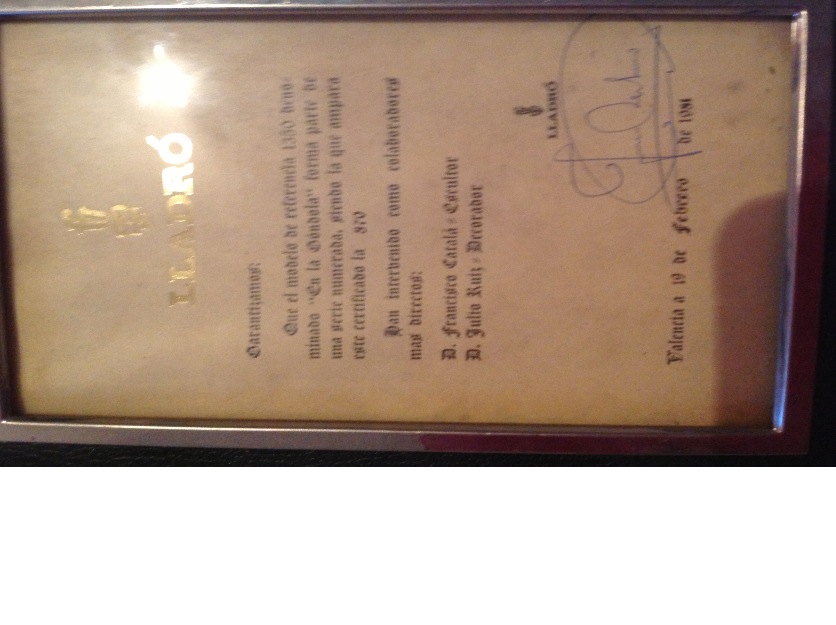 LLADRÓ
Garantizamos:
Que el modelo de referencia 1350 deno-
minado "En la Góndola" forma parte de
una serie numerada, siendo la que ampara
este certificado la 870
Han intervenido como colaboradores
mas directos:
D. Francisco Catalá - Escultor
D. Julio Ruiz - Decorador
LLADRÓ
Valencia a 19 de Febrero de 1981